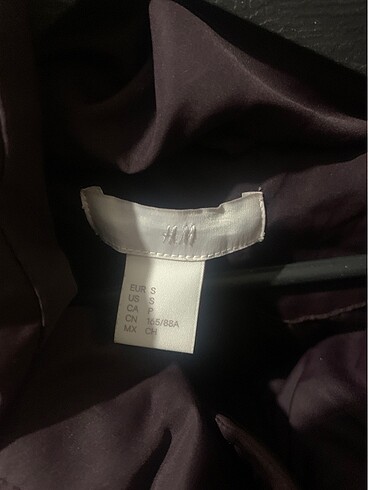 H&M
EUR S
US S
CA P
CN 165/88A
MX CH